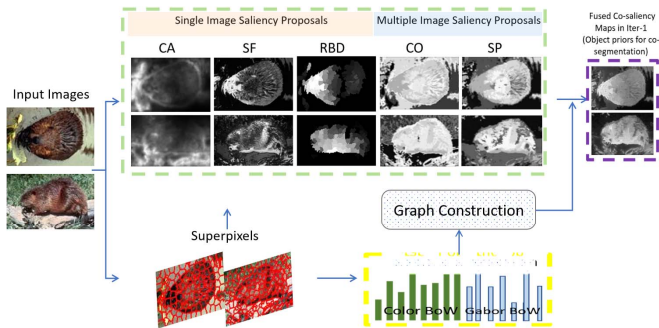 Single Image Saliency Proposals
Multiple Image Saliency Proposals
CA
SF
RBD
CO
SP
Fused Co-saliency
Maps in Iter-1
(Object priors for co-
segmentation)
Input Images
Graph Construction
Superpixels
Color BoW
Gabor BoW